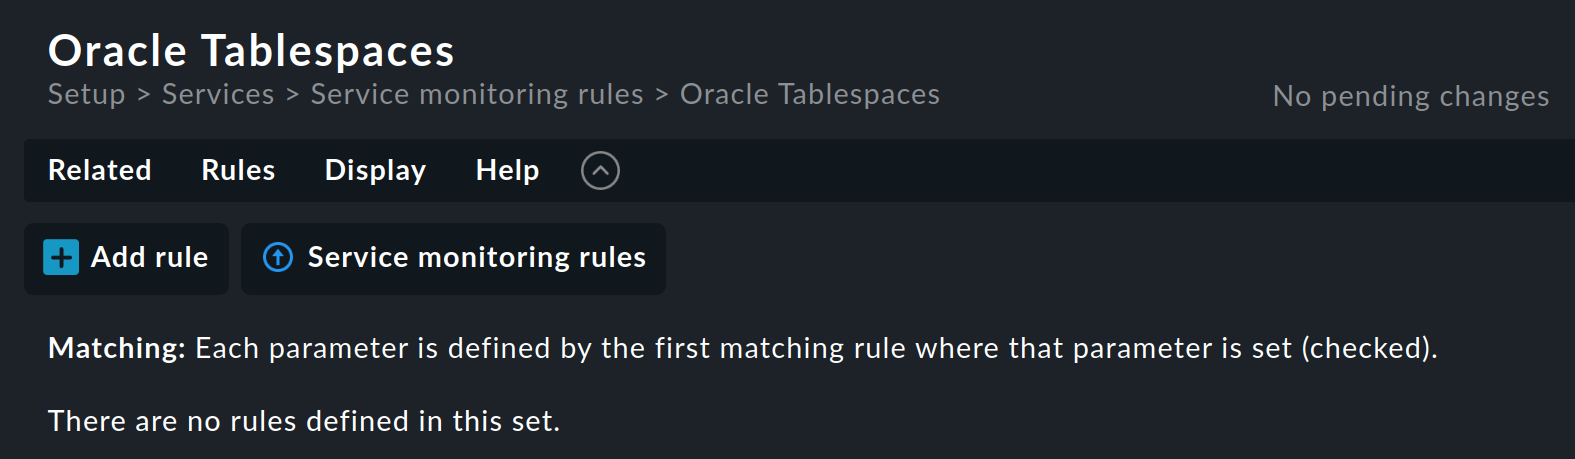 Oracle Tablespaces
Setup > Services > Service monitoring rules > Oracle Tablespaces
No pending changes
Related Rules Display Help
Add rule Service monitoring rules
Matching: Each parameter is defined by the first matching rule where that parameter is set (checked).
There are no rules defined in this set.